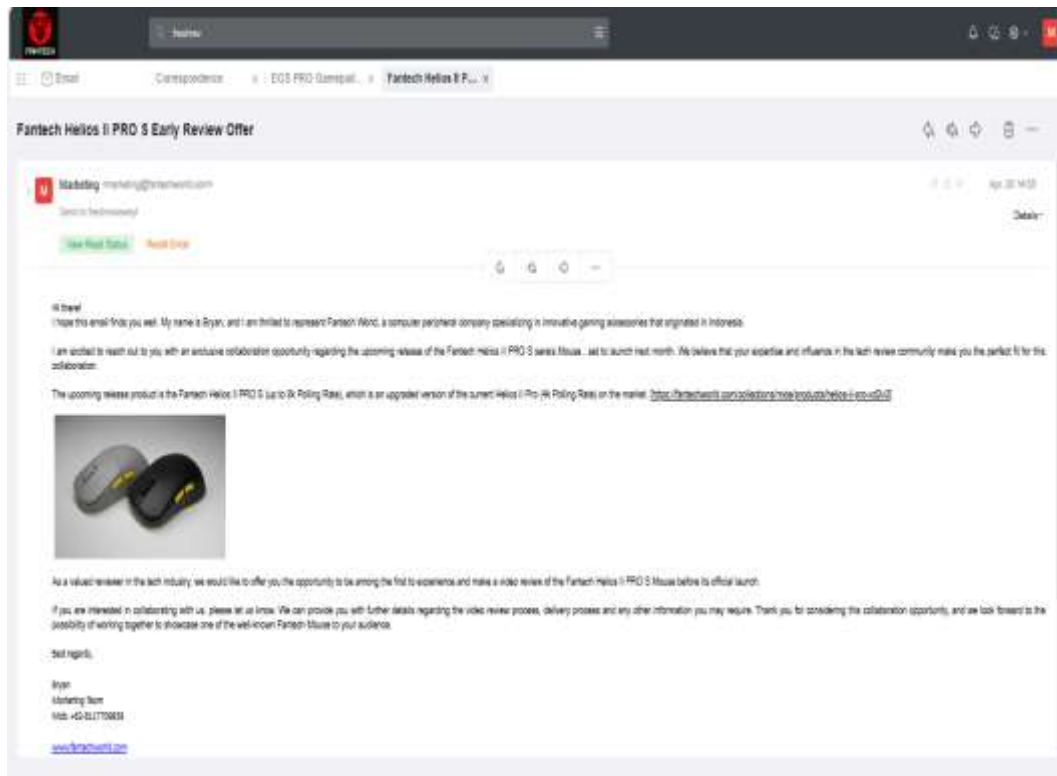 FANTECH
Email
Correspondence
EGS PRO Gamepad...
Fantech Helios II P...
Fantech Helios II PRO S Early Review Offer
M
Marketing marketing@fantechworld.com
View Read Status
Recall Email
Details
Hi there!
I hope this email finds you well. My name is Bryan, and I am thrilled to represent Fantech World, a computer peripheral company specializing in innovative gaming accessories that originated in Indonesia.
I am excited to reach out to you with an exclusive collaboration opportunity regarding the upcoming release of the Fantech Helios II PRO S series Mouse , set to launch next month. We believe that your expertise and influence in the tech review community make you the perfect fit for this
collaboration.
The upcoming release product is the Fantech Helios II PRO S (up to 8k Polling Rate), which is an upgraded version of the current Helios II Pro (4k Polling Rate) on the market.
As a valued reviewer in the tech industry, we would like to offer you the opportunity to be among the first to experience and make a video review of the Fantech Helios II PRO S Mouse before its official launch.
If you are interested in collaborating with us, please let us know. We can provide you with further details regarding the video review process, delivery process and any other information you may require. Thank you for considering this collaboration opportunity, and we look forward to the
possibility of working together to showcase one of the well-known Fantech Mouse to your audience.
Best regards,
Bryan
Marketing Team
www.fantechworld.com